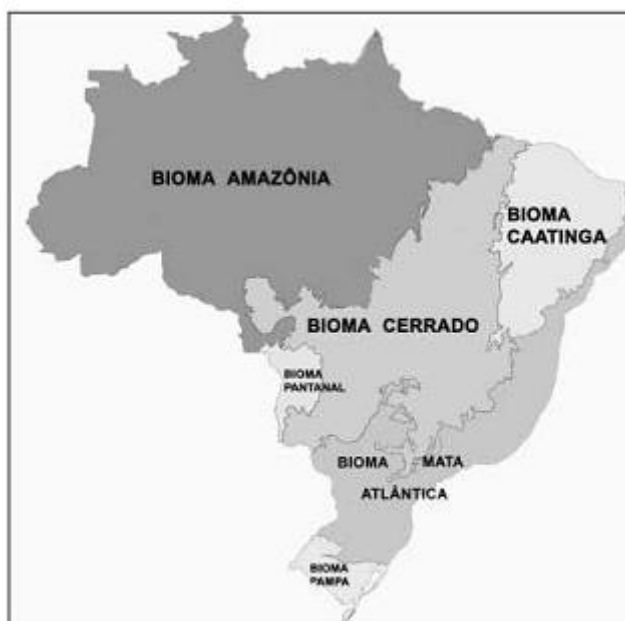 BIOMA AMAZÔNIA
BIOMA
CAATINGA
BIOMA CERRADO
BIOMA
PANTANAL
BIOMA MATA
ATLÂNTICA
BIOMA
PAMPA